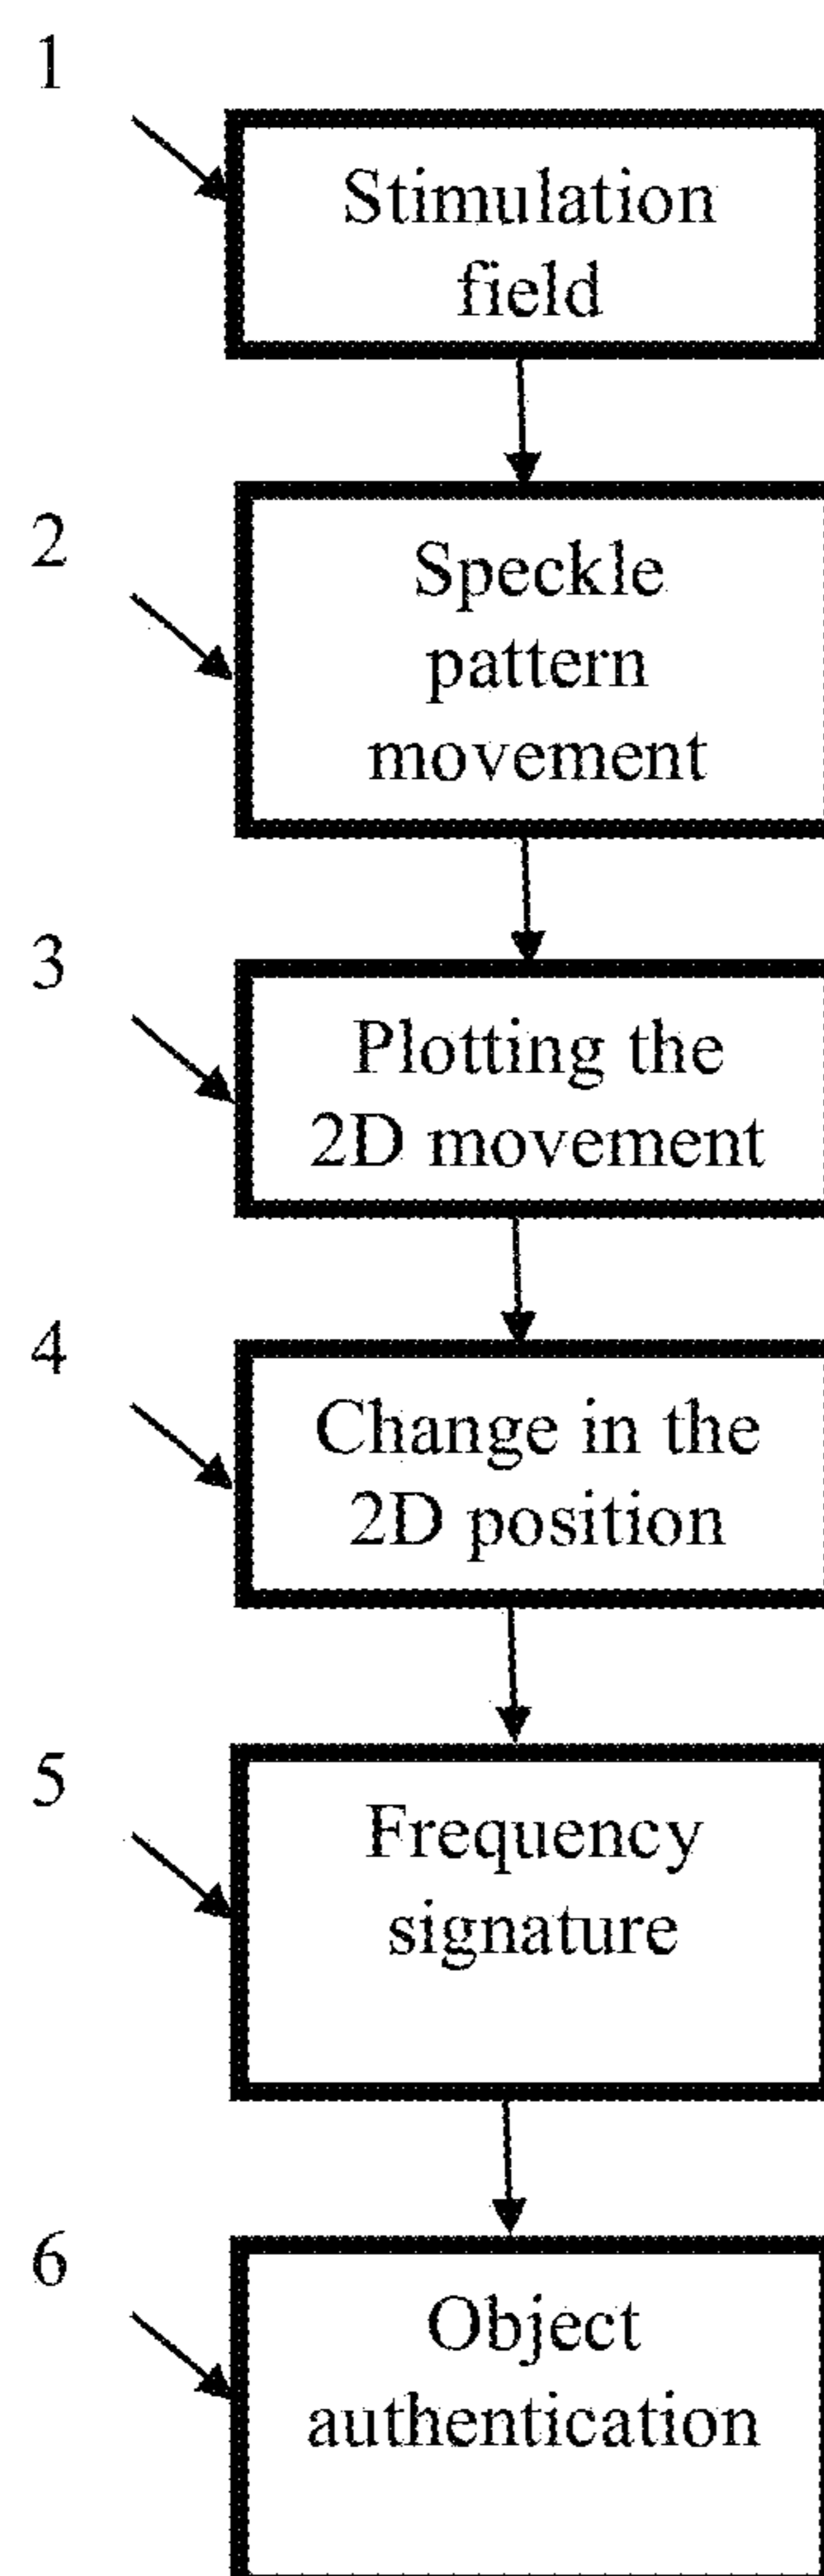 1
Stimulation
field
2
Speckle
pattern
movement
3
Plotting the
2D movement
4
Change in the
2D position
5
Frequency
signature
6
Object
authentication